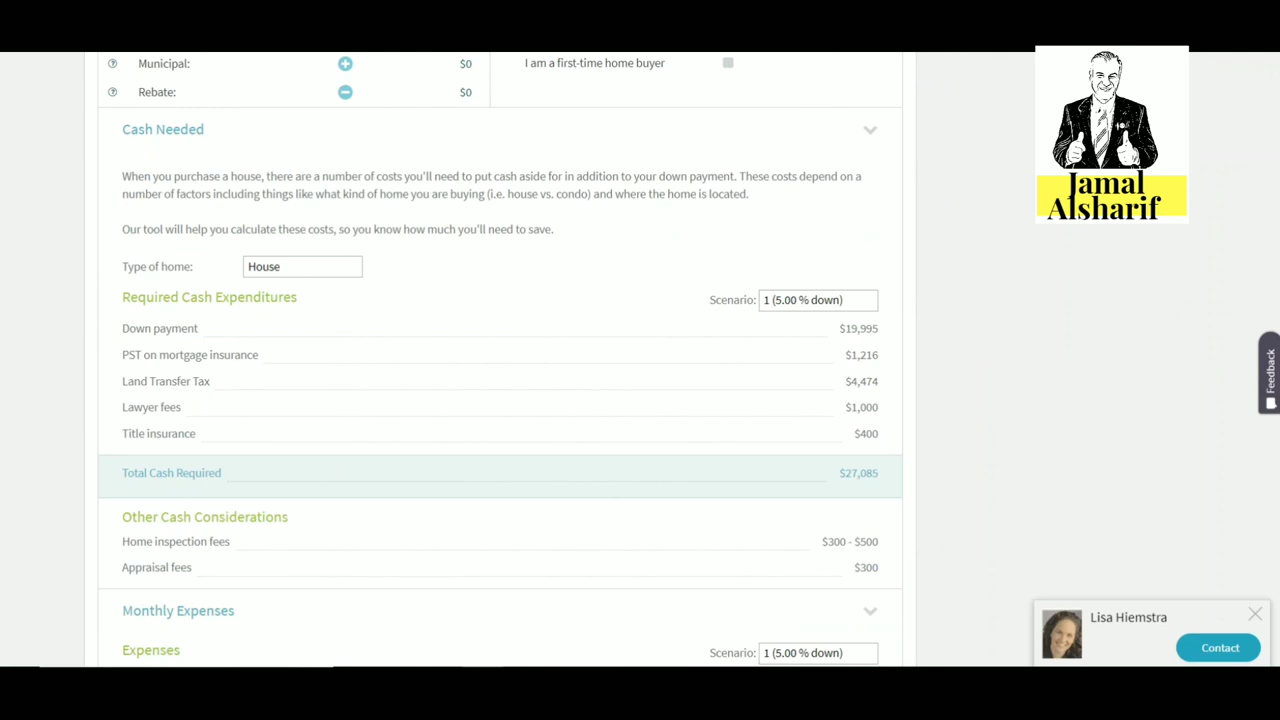 Municipal: $0 I am a first-time home buyer
Rebate: $0
Cash Needed
When you purchase a house, there are a number of costs you'll need to put cash aside for in addition to your down payment. These costs depend on a
number of factors including things like what kind of home you are buying (i.e. house vs. condo) and where the home is located.
Our tool will help you calculate these costs, so you know how much you'll need to save.
Type of home: House
Required Cash Expenditures Scenario: 1 (5.00 % down)
Down payment $19,995
PST on mortgage insurance $1,216
Land Transfer Tax $4,474
Lawyer fees $1,000
Title insurance $400
Total Cash Required $27,085
Other Cash Considerations
Home inspection fees $300 - $500
Appraisal fees $300
Monthly Expenses
Expenses Scenario: 1 (5.00 % down)
Jamal
Alsharif
Feedback
Lisa Hiemstra
Contact